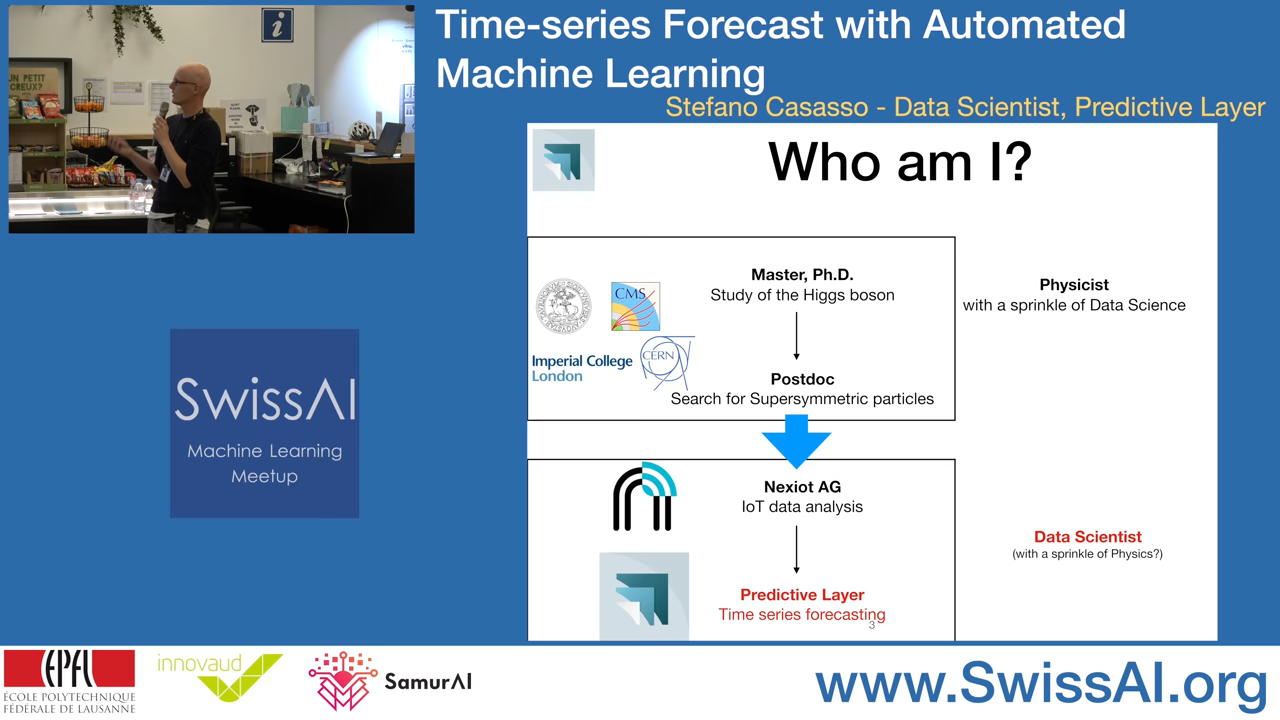 Time-series Forecast with Automated
Machine Learning
Stefano Casasso - Data Scientist, Predictive Layer
UN PETIT
CREUX?
i
Who am I?
Master, Ph.D.
Study of the Higgs boson
Physicist
with a sprinkle of Data Science
CMS
Imperial College
London
CERN
Postdoc
Search for Supersymmetric particles
SwissAI
Machine Learning
Meetup
Nexiot AG
IoT data analysis
Data Scientist
(with a sprinkle of Physics?)
Predictive Layer
Time series forecasting
3
EPFL
ÉCOLE POLYTECHNIQUE
FÉDÉRALE DE LAUSANNE
innovaud
SamurAI
www.SwissAI.org